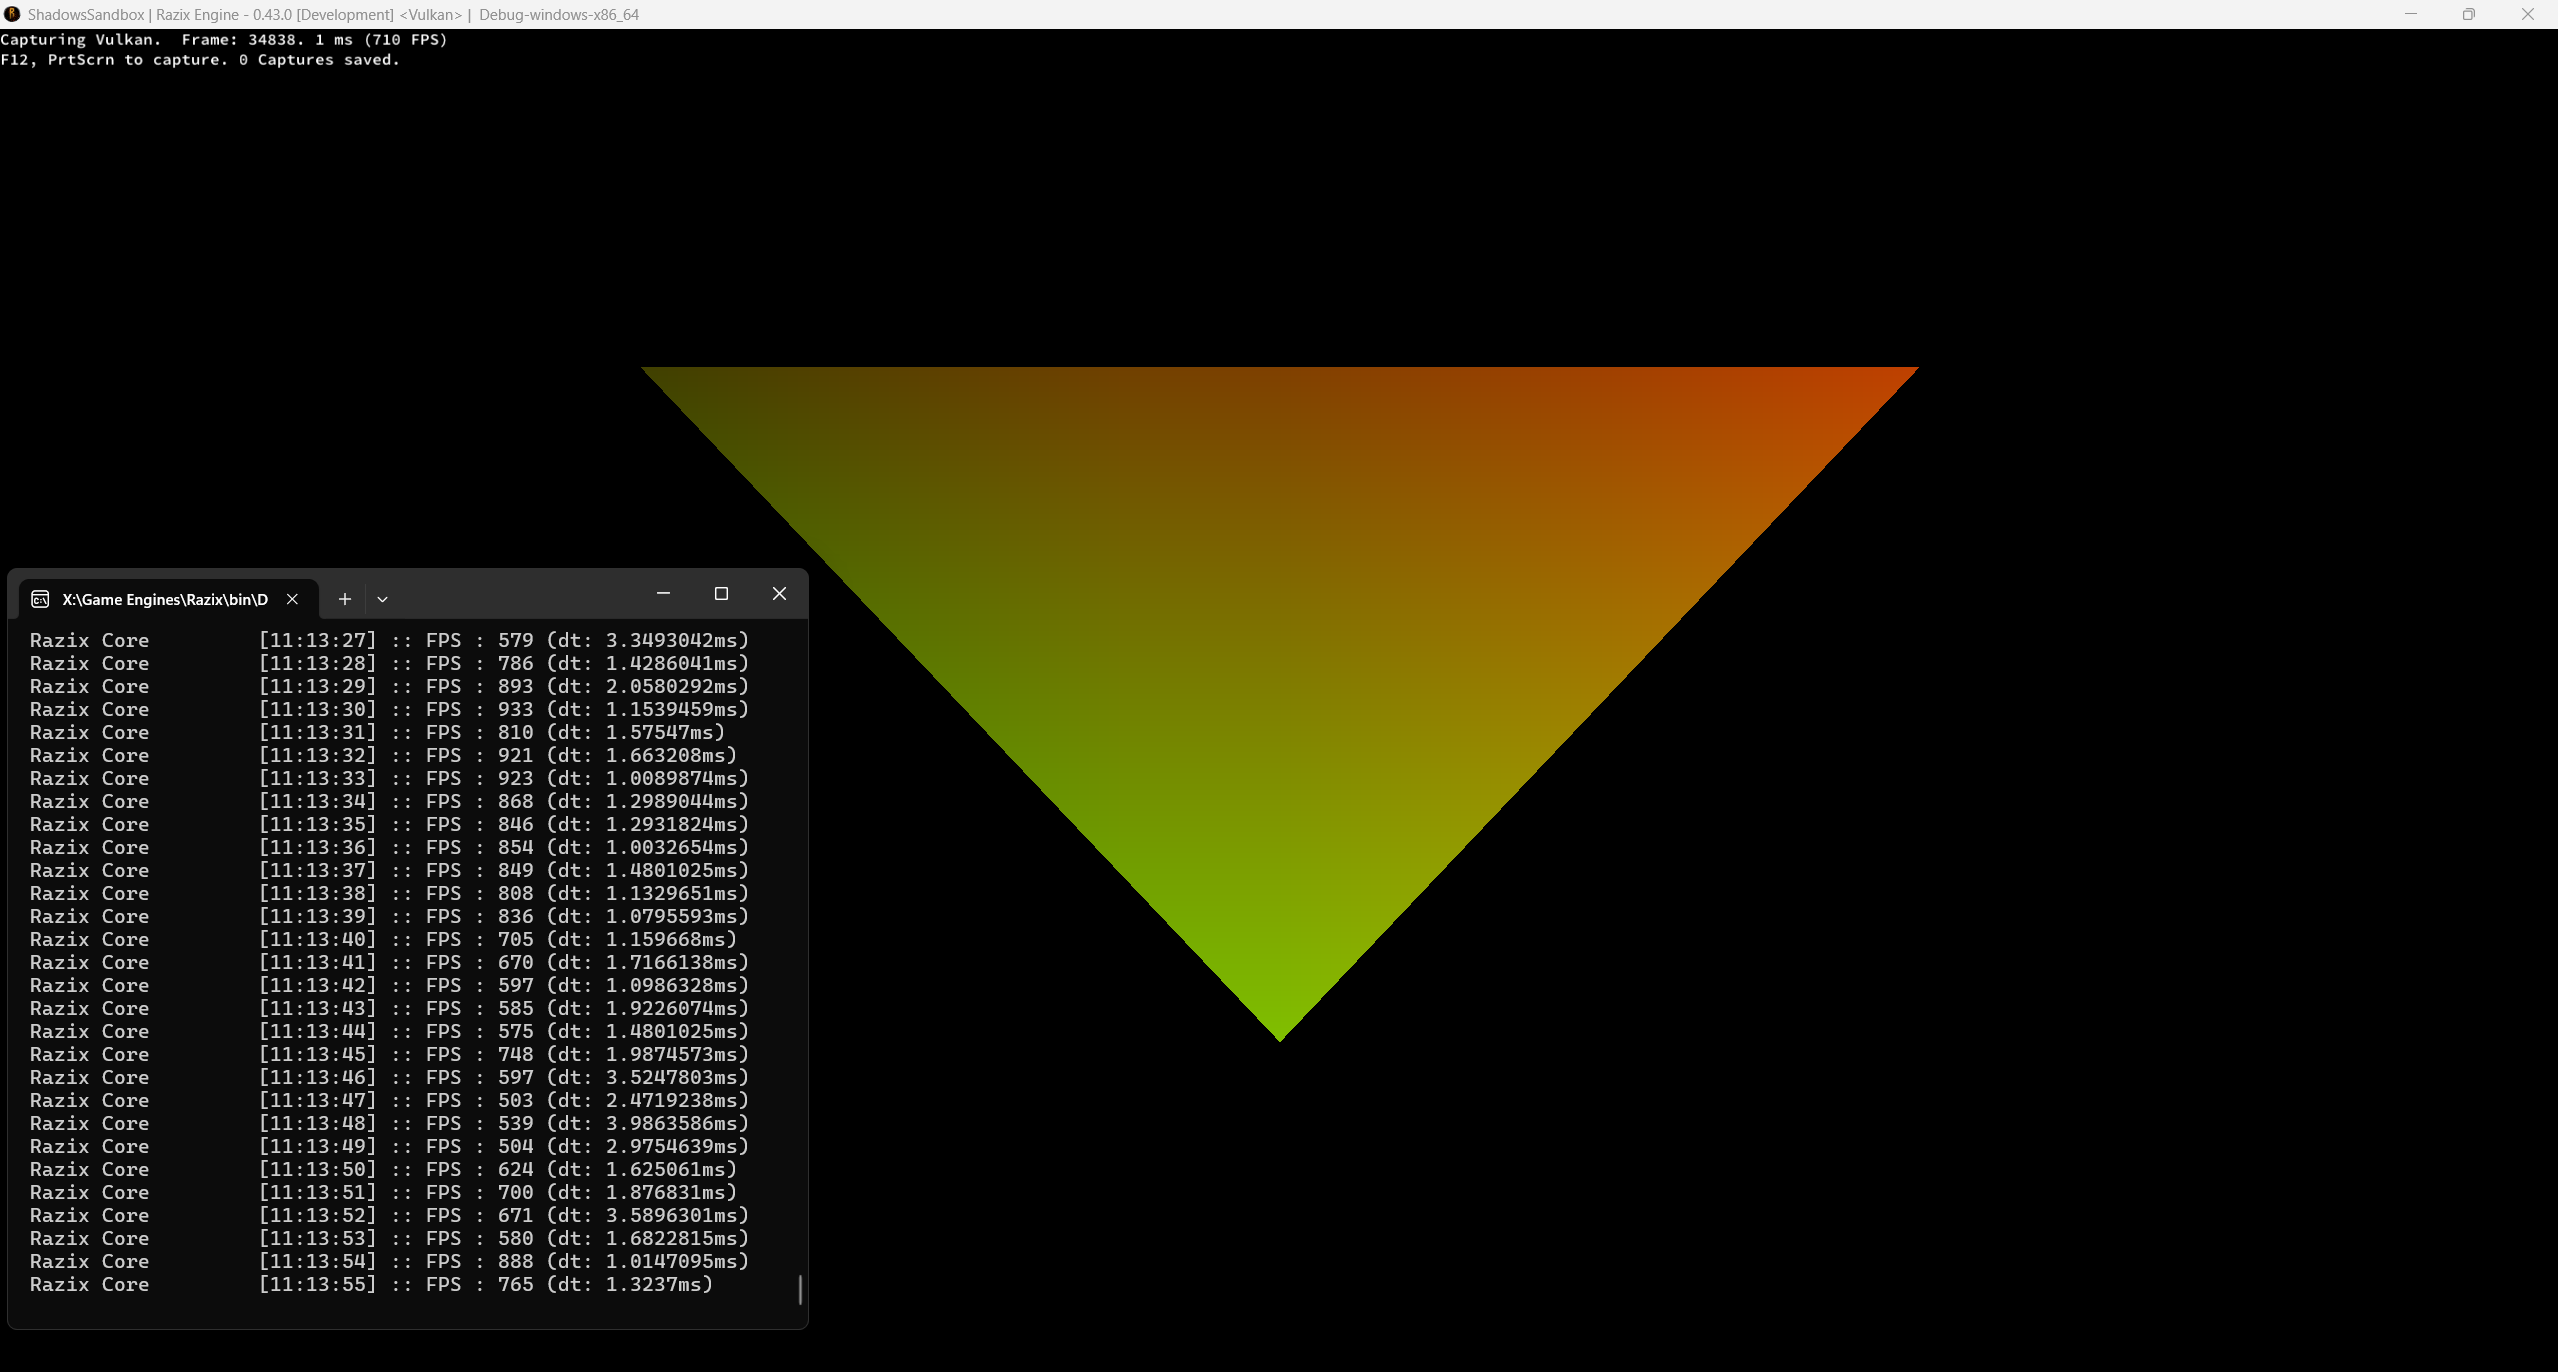 ShadowsSandbox | Razix Engine - 0.43.0 [Development] <Vulkan> | Debug-windows-x86_64
Capturing Vulkan. Frame: 34838. 1 ms (710 FPS)
F12, PrtScrn to capture. 0 Captures saved.
X:\Game Engines\Razix\bin\D
Razix Core [11:13:27] :: FPS : 579 (dt: 3.3493042ms)
Razix Core [11:13:28] :: FPS : 786 (dt: 1.4286041ms)
Razix Core [11:13:29] :: FPS : 893 (dt: 2.0580292ms)
Razix Core [11:13:30] :: FPS : 933 (dt: 1.1539459ms)
Razix Core [11:13:31] :: FPS : 810 (dt: 1.57547ms)
Razix Core [11:13:32] :: FPS : 921 (dt: 1.663208ms)
Razix Core [11:13:33] :: FPS : 923 (dt: 1.0089874ms)
Razix Core [11:13:34] :: FPS : 868 (dt: 1.2989044ms)
Razix Core [11:13:35] :: FPS : 846 (dt: 1.2931824ms)
Razix Core [11:13:36] :: FPS : 854 (dt: 1.0032654ms)
Razix Core [11:13:37] :: FPS : 849 (dt: 1.4801025ms)
Razix Core [11:13:38] :: FPS : 808 (dt: 1.1329651ms)
Razix Core [11:13:39] :: FPS : 836 (dt: 1.0795593ms)
Razix Core [11:13:40] :: FPS : 705 (dt: 1.159668ms)
Razix Core [11:13:41] :: FPS : 670 (dt: 1.7166138ms)
Razix Core [11:13:42] :: FPS : 597 (dt: 1.0986328ms)
Razix Core [11:13:43] :: FPS : 585 (dt: 1.9226074ms)
Razix Core [11:13:44] :: FPS : 575 (dt: 1.4801025ms)
Razix Core [11:13:45] :: FPS : 748 (dt: 1.9874573ms)
Razix Core [11:13:46] :: FPS : 597 (dt: 3.5247803ms)
Razix Core [11:13:47] :: FPS : 503 (dt: 2.4719238ms)
Razix Core [11:13:48] :: FPS : 539 (dt: 3.9863586ms)
Razix Core [11:13:49] :: FPS : 504 (dt: 2.9754639ms)
Razix Core [11:13:50] :: FPS : 624 (dt: 1.625061ms)
Razix Core [11:13:51] :: FPS : 700 (dt: 1.876831ms)
Razix Core [11:13:52] :: FPS : 671 (dt: 3.5896301ms)
Razix Core [11:13:53] :: FPS : 580 (dt: 1.6822815ms)
Razix Core [11:13:54] :: FPS : 888 (dt: 1.0147095ms)
Razix Core [11:13:55] :: FPS : 765 (dt: 1.3237ms)